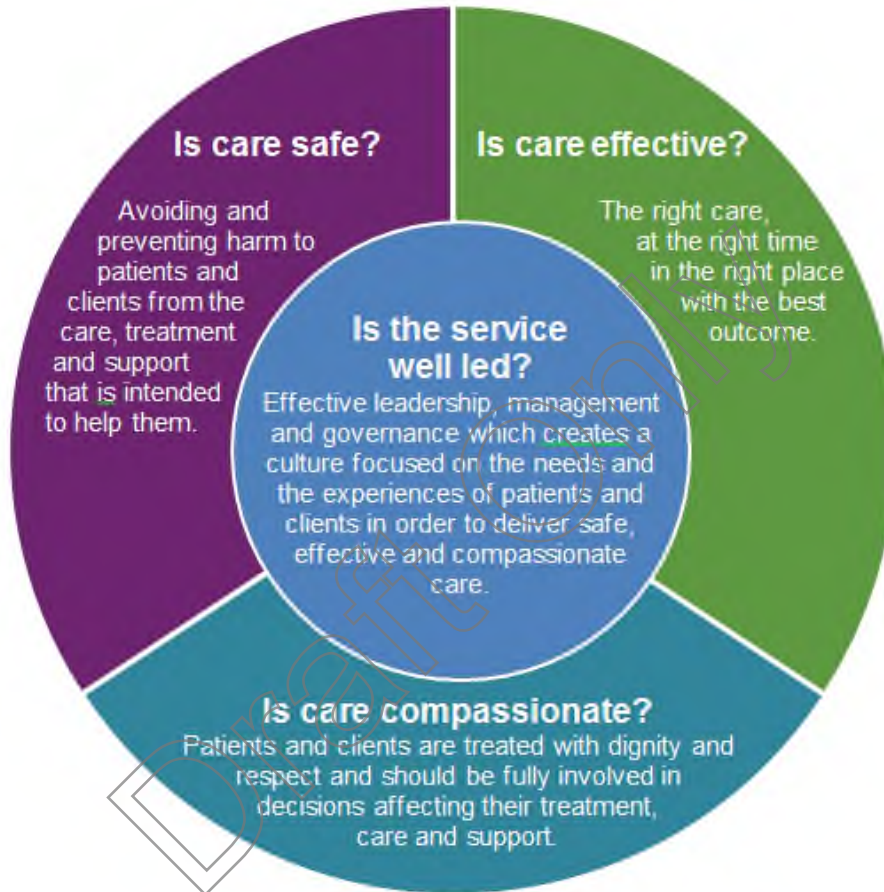 Is care safe?
Avoiding and
preventing harm to
patients and
clients from the
care, treatment
and support
that is intended
to help them.
Is care effective?
The right care,
at the right time
in the right place
with the best
outcome.
Is the service
well led?
Effective leadership, management
and governance which creates a
culture focused on the needs and
the experiences of patients and
clients in order to deliver safe,
effective and compassionate
care.
Is care compassionate?
Patients and clients are treated with dignity and
respect and should be fully involved in
decisions affecting their treatment,
care and support.
Draft Only